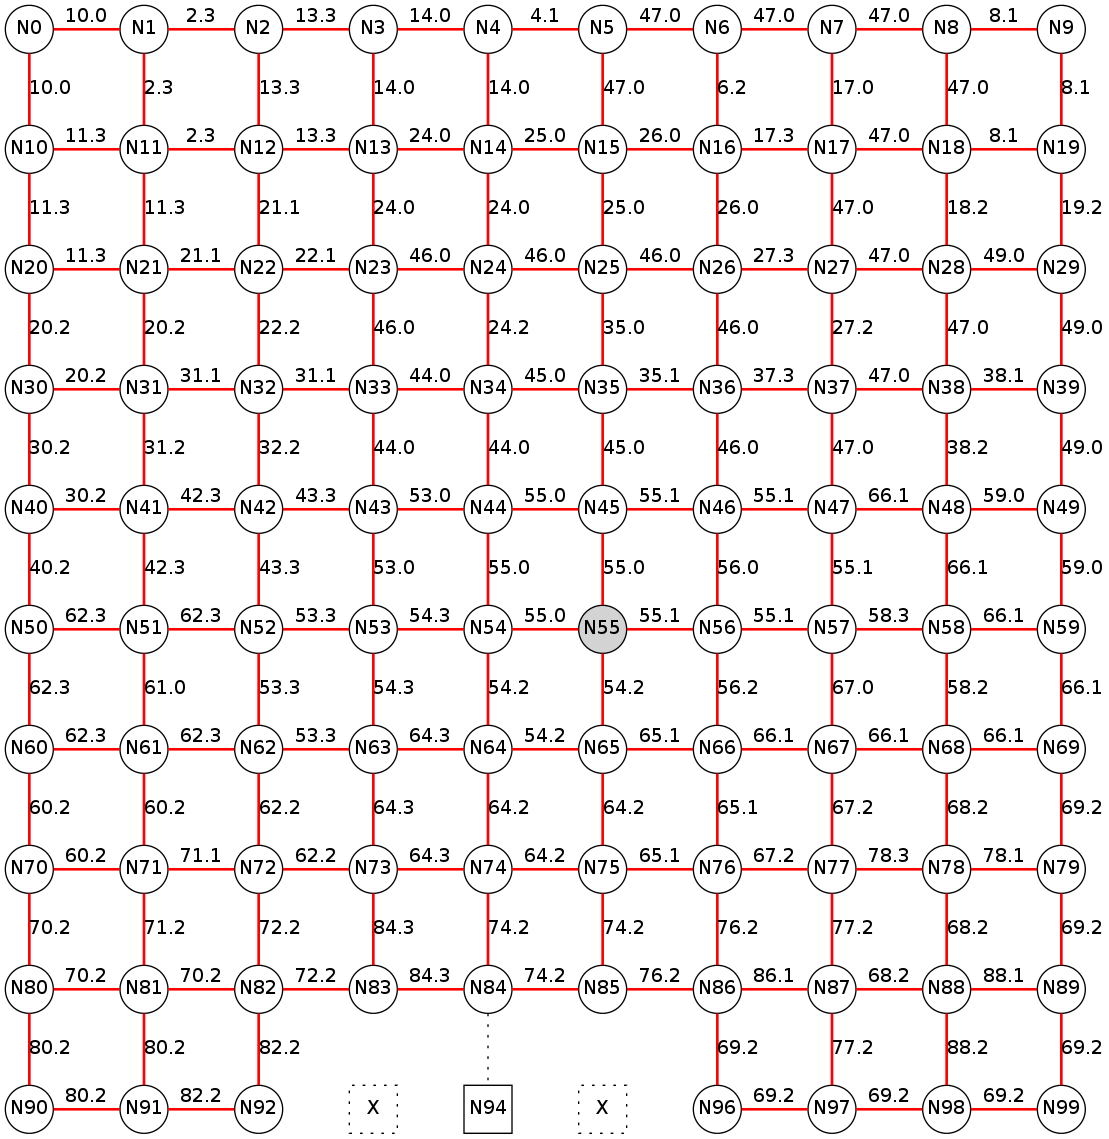 10.0 2.3 13.3 14.0 4.1 47.0 47.0 47.0 8.1
N0 N1 N2 N3 N4 N5 N6 N7 N8 N9
10.0 2.3 13.3 14.0 14.0 47.0 6.2 17.0 47.0 8.1
11.3 2.3 13.3 24.0 25.0 26.0 17.3 47.0 8.1
N10 N11 N12 N13 N14 N15 N16 N17 N18 N19
11.3 11.3 21.1 24.0 24.0 25.0 26.0 47.0 18.2 19.2
11.3 21.1 22.1 46.0 46.0 46.0 27.3 47.0 49.0
N20 N21 N22 N23 N24 N25 N26 N27 N28 N29
20.2 20.2 22.2 46.0 24.2 35.0 46.0 27.2 47.0 49.0
20.2 31.1 31.1 44.0 45.0 35.1 37.3 47.0 38.1
N30 N31 N32 N33 N34 N35 N36 N37 N38 N39
30.2 31.2 32.2 44.0 44.0 45.0 46.0 47.0 38.2 49.0
30.2 42.3 43.3 53.0 55.0 55.1 55.1 66.1 59.0
N40 N41 N42 N43 N44 N45 N46 N47 N48 N49
40.2 42.3 43.3 53.0 55.0 55.0 56.0 55.1 66.1 59.0
62.3 62.3 53.3 54.3 55.0 55.1 55.1 58.3 66.1
N50 N51 N52 N53 N54 N55 N56 N57 N58 N59
62.3 61.0 53.3 54.3 54.2 54.2 56.2 67.0 58.2 66.1
62.3 62.3 53.3 64.3 54.2 65.1 66.1 66.1 66.1
N60 N61 N62 N63 N64 N65 N66 N67 N68 N69
60.2 60.2 62.2 64.3 64.2 64.2 65.1 67.2 68.2 69.2
60.2 71.1 62.2 64.3 64.2 65.1 67.2 78.3 78.1
N70 N71 N72 N73 N74 N75 N76 N77 N78 N79
70.2 71.2 72.2 84.3 74.2 74.2 76.2 77.2 68.2 69.2
70.2 70.2 72.2 84.3 74.2 76.2 86.1 68.2 88.1
N80 N81 N82 N83 N84 N85 N86 N87 N88 N89
80.2 80.2 82.2 69.2 77.2 88.2 69.2
80.2 82.2 69.2 69.2 69.2
N90 N91 N92 X N94 X N96 N97 N98 N99